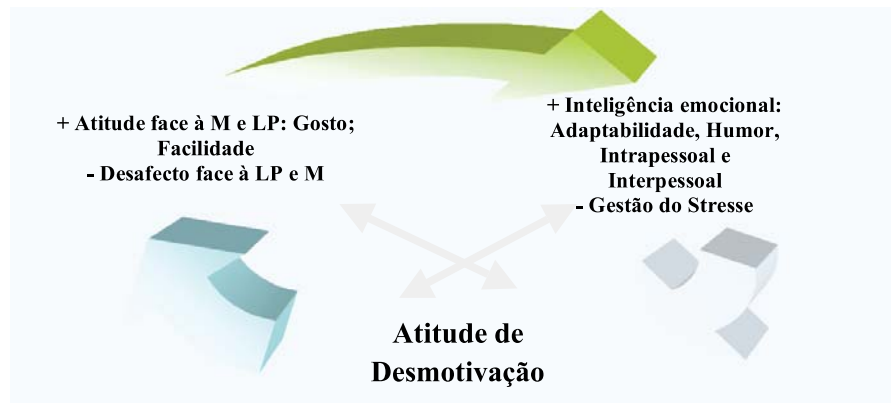 + Atitude face à M e LP: Gosto;
Facilidade
- Desafecto face à LP e M
+ Inteligência emocional:
Adaptabilidade, Humor,
Intrapessoal e
Interpessoal
- Gestão do Stresse
Atitude de
Desmotivação